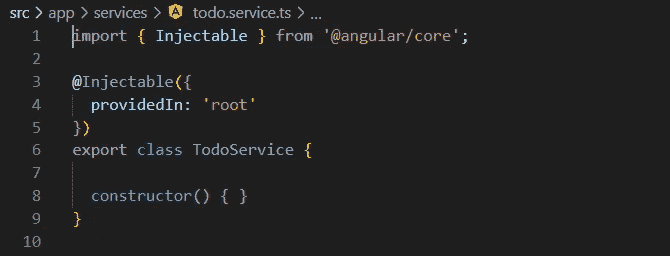 src > app > services > todo.service.ts > ...
1 import { Injectable } from '@angular/core';
2
3 @Injectable({
4   providedIn: 'root'
5 })
6 export class TodoService {
7
8   constructor() { }
9 }
10